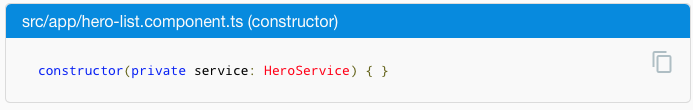 src/app/hero-list.component.ts (constructor)
constructor(private service: HeroService) { }